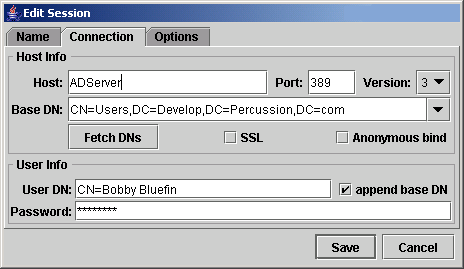 Edit Session
Name Connection Options
Host Info
Host: ADServer Port: 389 Version: 3
Base DN: CN=Users,DC=Develop,DC=Percussion,DC=com
Fetch DNs SSL Anonymous bind
User Info
User DN: CN=Bobby Bluefin append base DN
Password: ********
Save Cancel